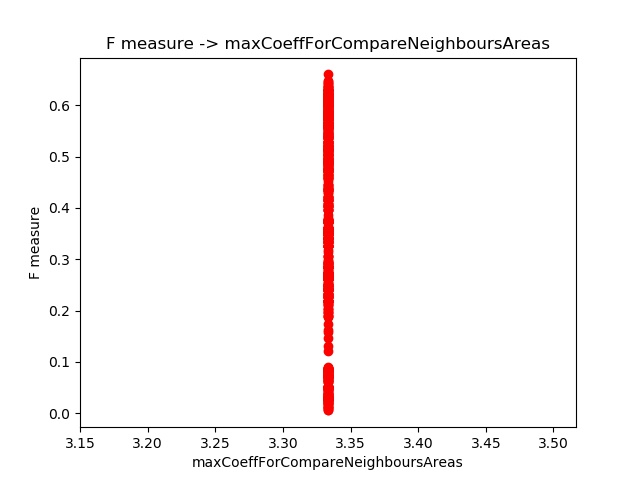 F measure -> maxCoeffForCompareNeighboursAreas
0.6
0.5
0.4
0.3
0.2
0.1
0.0
F measure
3.15 3.20 3.25 3.30 3.35 3.40 3.45 3.50
maxCoeffForCompareNeighboursAreas